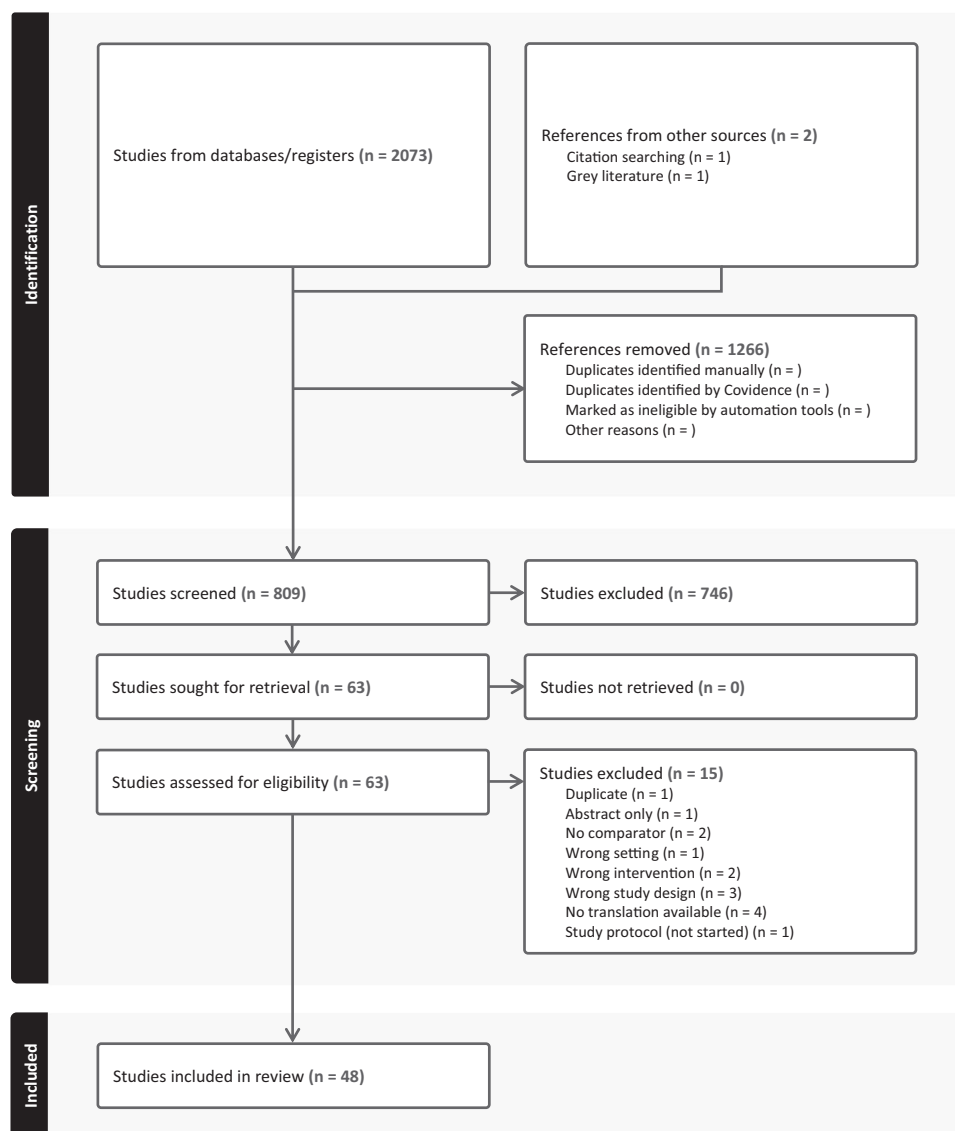 Identification
Studies from databases/registers (n = 2073)
References from other sources (n = 2)
Citation searching (n = 1)
Grey literature (n = 1)
References removed (n = 1266)
Duplicates identified manually (n = )
Duplicates identified by Covidence (n = )
Marked as ineligible by automation tools (n = )
Other reasons (n = )
Screening
Studies screened (n = 809)
Studies excluded (n = 746)
Studies sought for retrieval (n = 63)
Studies not retrieved (n = 0)
Studies assessed for eligibility (n = 63)
Studies excluded (n = 15)
Duplicate (n = 1)
Abstract only (n = 1)
No comparator (n = 2)
Wrong setting (n = 1)
Wrong intervention (n = 2)
Wrong study design (n = 3)
No translation available (n = 4)
Study protocol (not started) (n = 1)
Included
Studies included in review (n = 48)